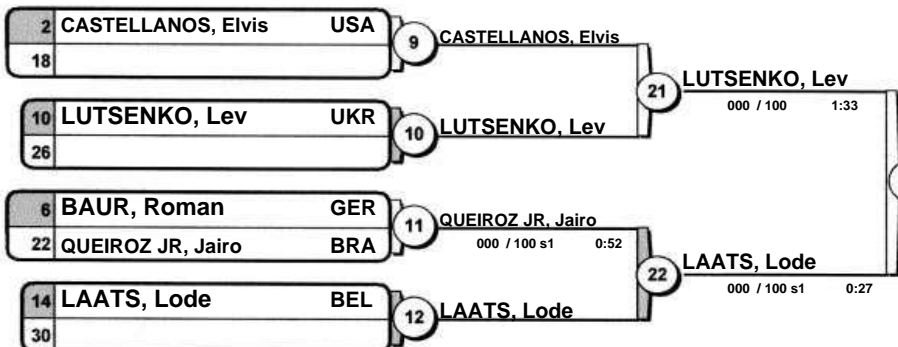 2 CASTELLANOS, Elvis USA
18
9 CASTELLANOS, Elvis
10 LUTSENKO, Lev UKR
26
10 LUTSENKO, Lev
21 LUTSENKO, Lev
000 / 100 1:33
6 BAUR, Roman GER
22 QUEIROZ JR, Jairo BRA
11 QUEIROZ JR, Jairo
000 / 100 s1 0:52
14 LAATS, Lode BEL
30
12 LAATS, Lode
22 LAATS, Lode
000 / 100 s1 0:27